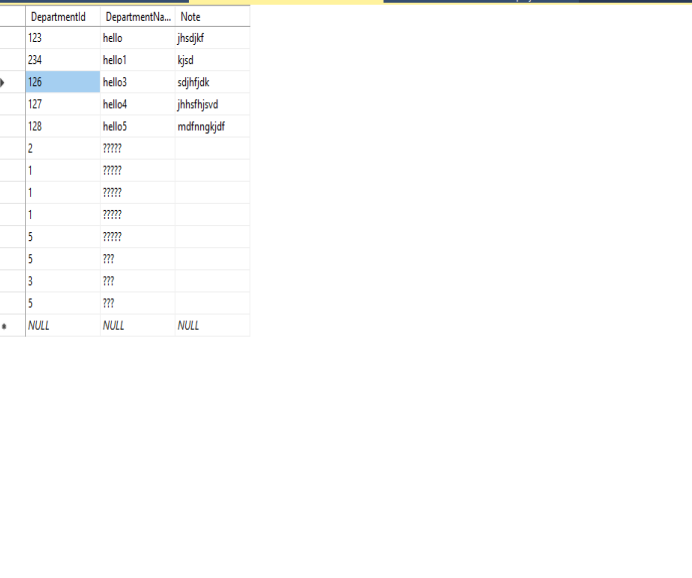 DepartmentId DepartmentNa... Note
123 hello jhsdjkf
234 hello1 kjsd
126 hello3 sdjhfjdk
127 hello4 jhhsfhjsvd
128 hello5 mdfnngkjdf
2 ?????
1 ?????
1 ?????
1 ?????
5 ?????
5 ???
3 ???
5 ???
NULL NULL NULL